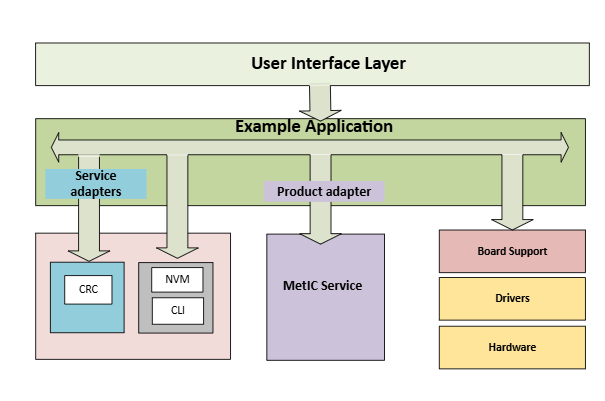 User Interface Layer
Example Application
Service
adapters
Product adapter
CRC
NVM
CLI
MetIC Service
Board Support
Drivers
Hardware